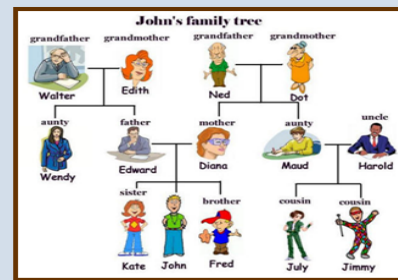 John's family tree
grandfather grandmother grandfather grandmother
Walter Edith Ned Dot
aunty father mother aunty uncle
Wendy Edward Diana Maud Harold
sister brother cousin cousin
Kate John Fred July Jimmy